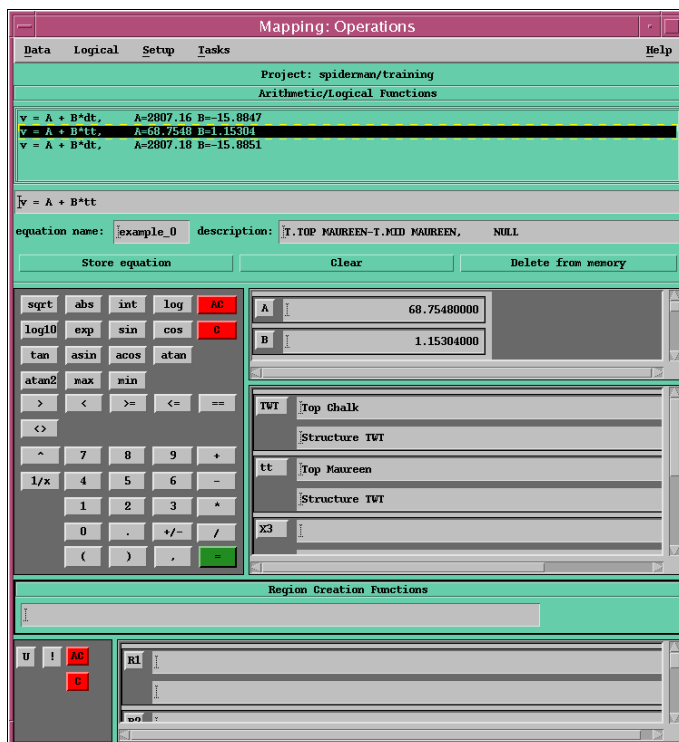 Mapping: Operations
Data Logical Setup Tasks Help
Project: spiderman/training
Arithmetic/Logical Functions
v = A + B*dt, A=2807.16 B=-15.8847
v = A + B*tt, A=68.7548 B=1.15304
v = A + B*dt, A=2807.18 B=-15.8851
v = A + B*tt
equation name: example_0 description: T.TOP MAUREEN-T.MID MAUREEN, NULL
Store equation Clear Delete from memory
sqrt abs int log AC
log10 exp sin cos C
tan asin acos atan
atan2 max min
> < >= <= ==
<>
^ 7 8 9 +
1/x 4 5 6 -
1 2 3 *
0 . +/- /
( ) , =
A 68.75480000
B 1.15304000
TWT Top Chalk
Structure TWT
tt Top Maureen
Structure TWT
X3
Region Creation Functions
U ! AC
C
R1
R2